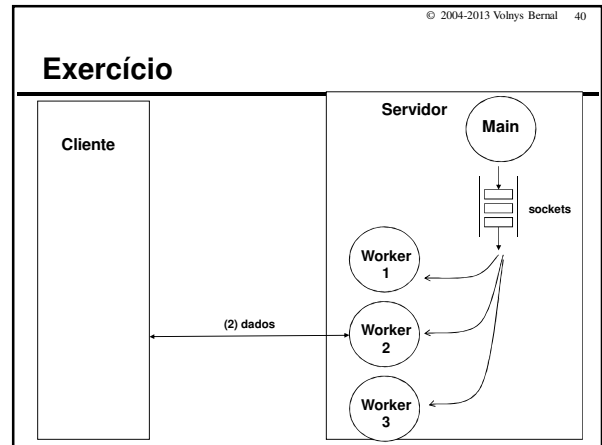 © 2004-2013 Volnys Bernal 40
Exercício
Servidor
Main
Cliente
sockets
Worker
1
(2) dados
Worker
2
Worker
3